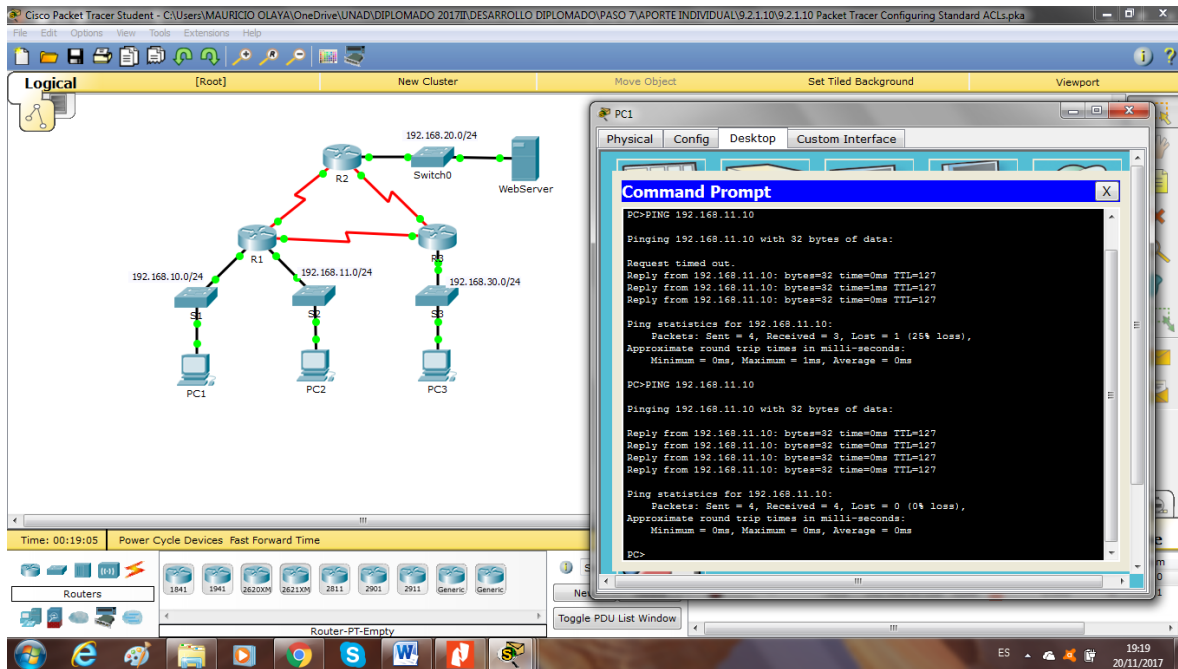 Cisco Packet Tracer Student - C:\Users\MAURICIO OLAYA\OneDrive\UNAD\DIPLOMADO 2017II\DESARROLLO DIPLOMADO\PASO 7\APORTE INDIVIDUAL\9.2.1.10\9.2.1.10 Packet Tracer Configuring Standard ACLs.pka
File Edit Options View Tools Extensions Help
Logical [Root] New Cluster Move Object Set Tiled Background Viewport
192.168.20.0/24
R2
Switch0
WebServer
R1
R3
192.168.10.0/24
192.168.11.0/24
192.168.30.0/24
S1
S2
S3
PC1
PC2
PC3
PC1
Physical Config Desktop Custom Interface
Command Prompt X
PC>PING 192.168.11.10
Pinging 192.168.11.10 with 32 bytes of data:
Request timed out.
Reply from 192.168.11.10: bytes=32 time=0ms TTL=127
Reply from 192.168.11.10: bytes=32 time=1ms TTL=127
Reply from 192.168.11.10: bytes=32 time=0ms TTL=127
Ping statistics for 192.168.11.10:
Packets: Sent = 4, Received = 3, Lost = 1 (25% loss),
Approximate round trip times in milli-seconds:
Minimum = 0ms, Maximum = 1ms, Average = 0ms
PC>PING 192.168.11.10
Pinging 192.168.11.10 with 32 bytes of data:
Reply from 192.168.11.10: bytes=32 time=0ms TTL=127
Reply from 192.168.11.10: bytes=32 time=0ms TTL=127
Reply from 192.168.11.10: bytes=32 time=0ms TTL=127
Reply from 192.168.11.10: bytes=32 time=0ms TTL=127
Ping statistics for 192.168.11.10:
Packets: Sent = 4, Received = 4, Lost = 0 (0% loss),
Approximate round trip times in milli-seconds:
Minimum = 0ms, Maximum = 0ms, Average = 0ms
PC>
Time: 00:19:05 Power Cycle Devices Fast Forward Time
Routers
1841 1941 2620XM 2621XM 2811 2901 2911 Generic Generic
Router-PT-Empty
Toggle PDU List Window
ES
19:19
20/11/2017